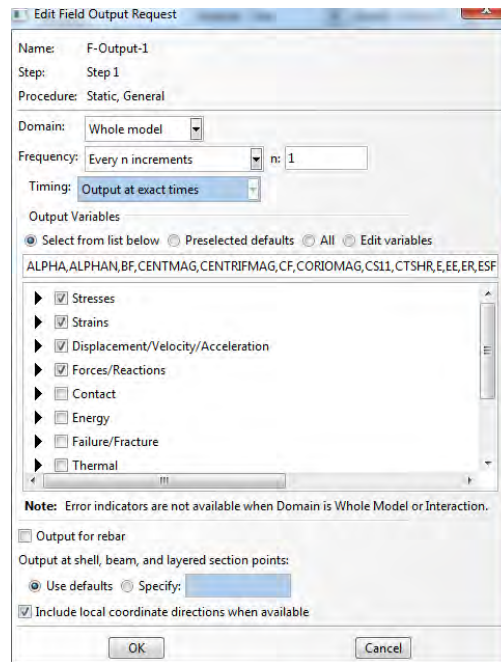 Edit Field Output Request
Name: F-Output-1
Step: Step 1
Procedure: Static, General
Domain: Whole model
Frequency: Every n increments n: 1
Timing: Output at exact times
Output Variables
Select from list below Preselected defaults All Edit variables
ALPHA,ALPHAN,BF,CENTMAG,CENTRIFMAG,CF,CORIOMAG,CS11,CTSHR,E,EE,ER,ESF
Stresses
Strains
Displacement/Velocity/Acceleration
Forces/Reactions
Contact
Energy
Failure/Fracture
Thermal
Note: Error indicators are not available when Domain is Whole Model or Interaction.
Output for rebar
Output at shell, beam, and layered section points:
Use defaults Specify:
Include local coordinate directions when available
OK Cancel